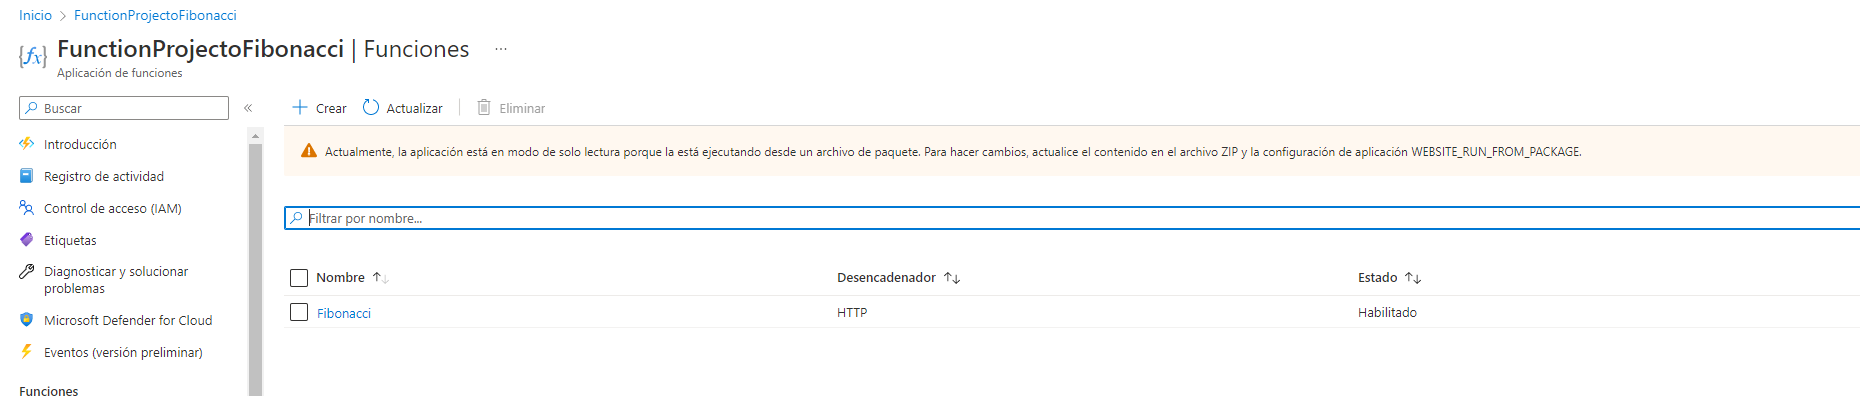 Inicio > FunctionProjectoFibonacci
{fx} FunctionProjectoFibonacci | Funciones ...
Aplicación de funciones
Buscar «
+ Crear Actualizar Eliminar
Introducción
Registro de actividad
Control de acceso (IAM)
Etiquetas
Diagnosticar y solucionar
problemas
Microsoft Defender for Cloud
Eventos (versión preliminar)
Funciones
Actualmente, la aplicación está en modo de solo lectura porque la está ejecutando desde un archivo de paquete. Para hacer cambios, actualice el contenido en el archivo ZIP y la configuración de aplicación WEBSITE_RUN_FROM_PACKAGE.
Filtrar por nombre...
Nombre ↑↓ Desencadenador ↑↓ Estado ↑↓
Fibonacci HTTP Habilitado